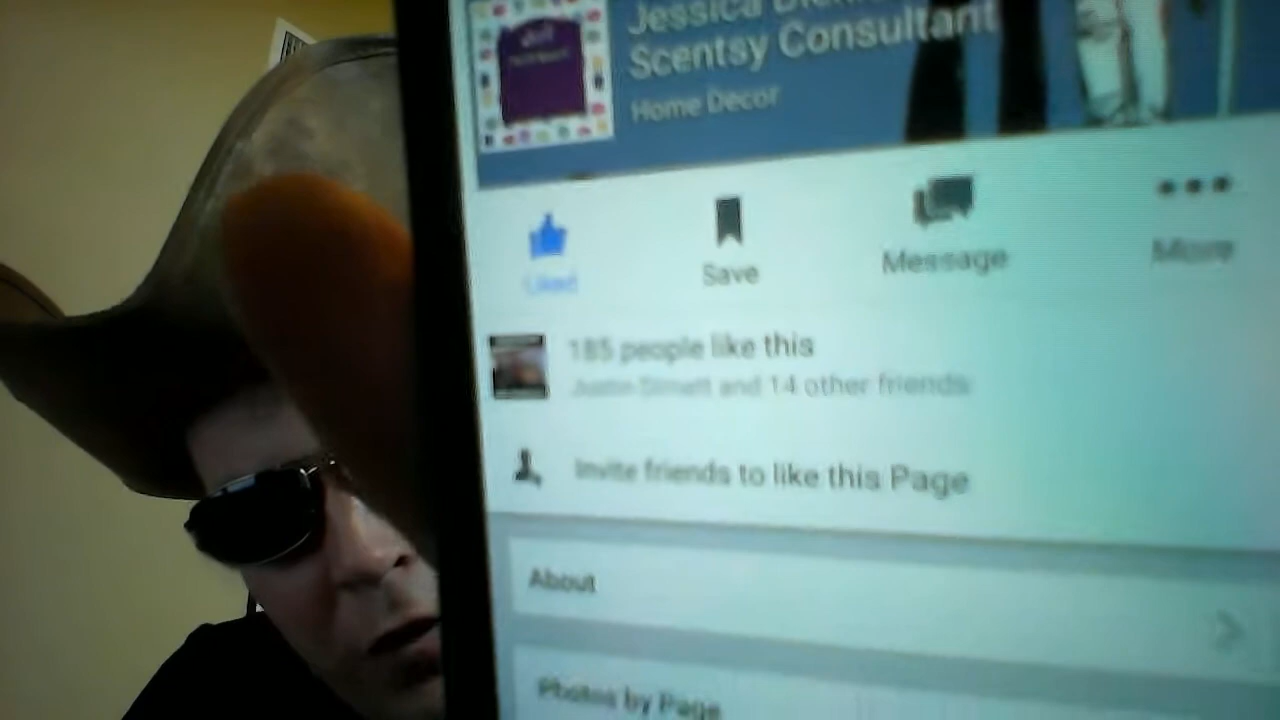 Jessica
Scentsy Consultant
Home Decor
Liked
Save
Message
More
185 people like this
and 14 other friends
Invite friends to like this Page
About
Photos by Page